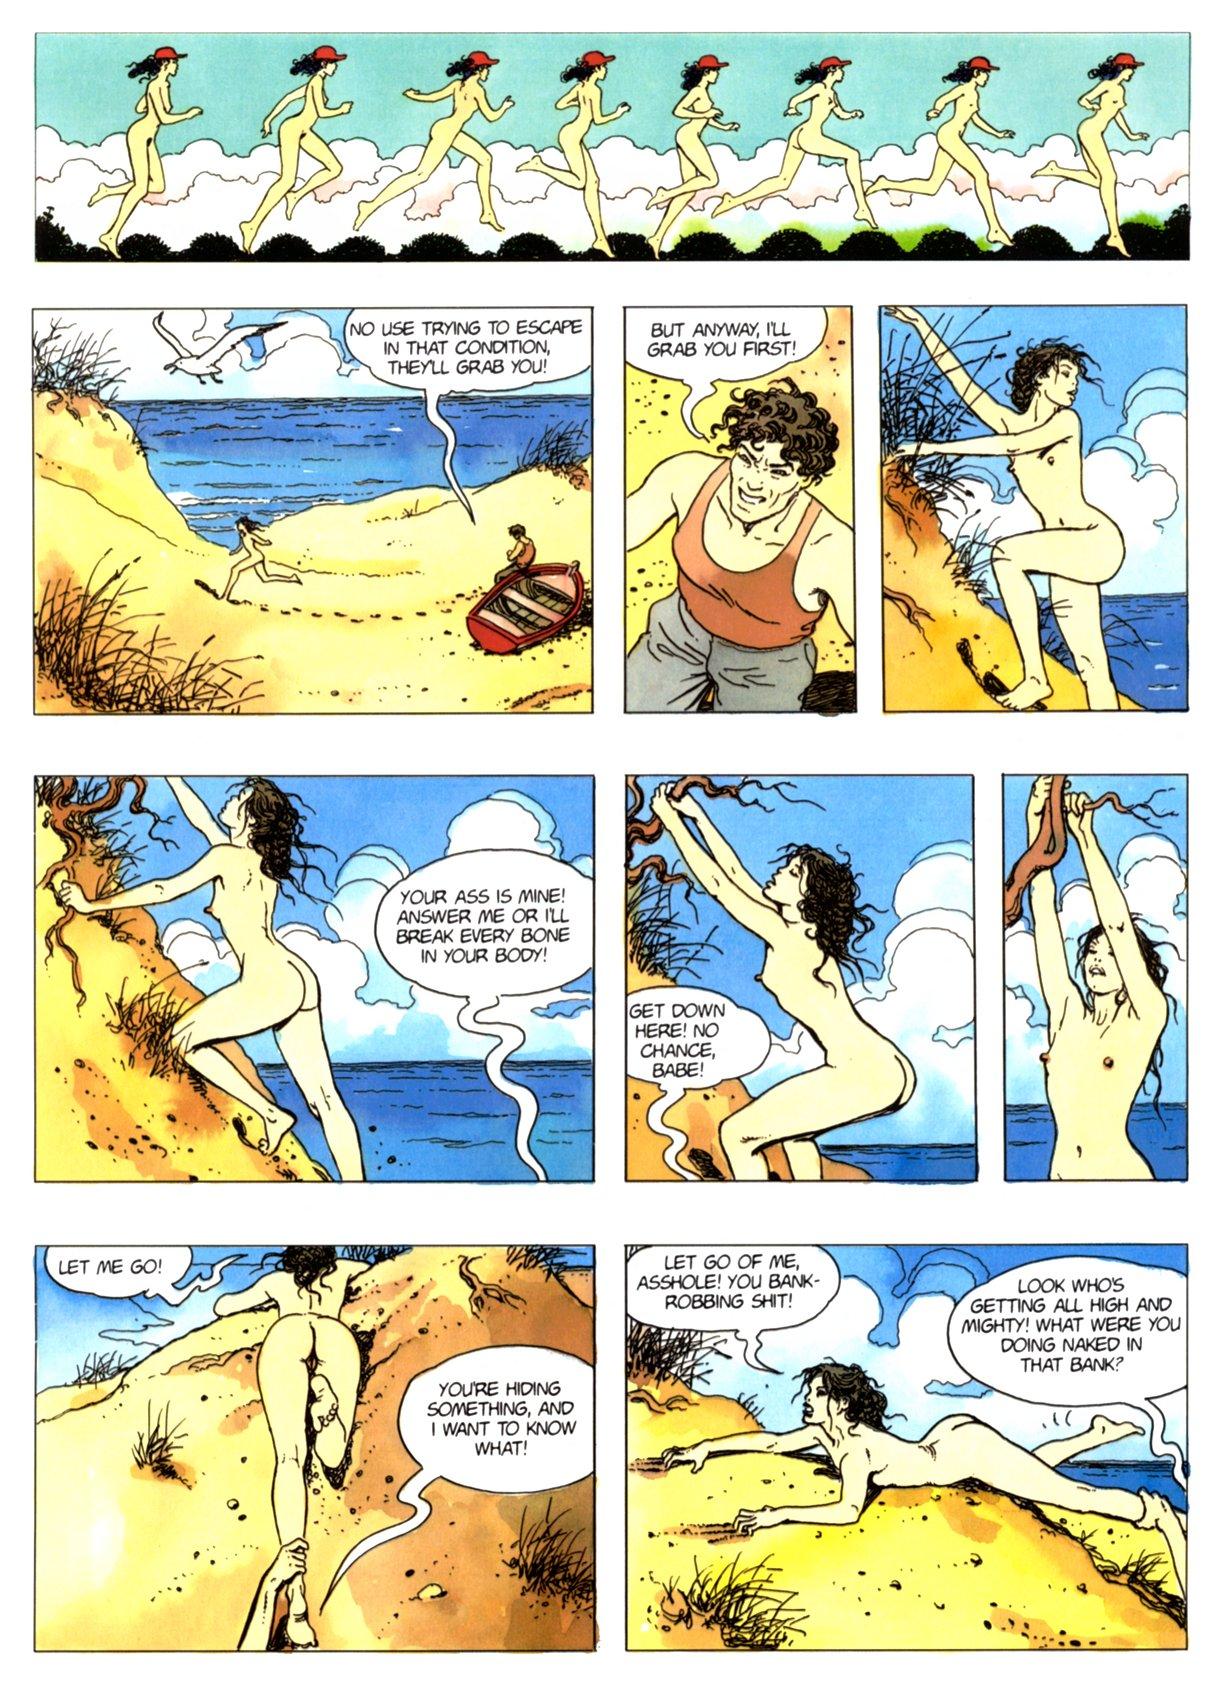 NO USE TRYING TO ESCAPE
IN THAT CONDITION,
THEY'LL GRAB YOU!
BUT ANYWAY, I'LL
GRAB YOU FIRST!
YOUR ASS IS MINE!
ANSWER ME OR I'LL
BREAK EVERY BONE
IN YOUR BODY!
GET DOWN
HERE! NO
CHANCE,
BABE!
LET ME GO!
YOU'RE HIDING
SOMETHING, AND
I WANT TO KNOW
WHAT!
LET GO OF ME,
ASSHOLE! YOU BANK-
ROBBING SHIT!
LOOK WHO'S
GETTING ALL HIGH AND
MIGHTY! WHAT WERE YOU
DOING NAKED IN
THAT BANK?